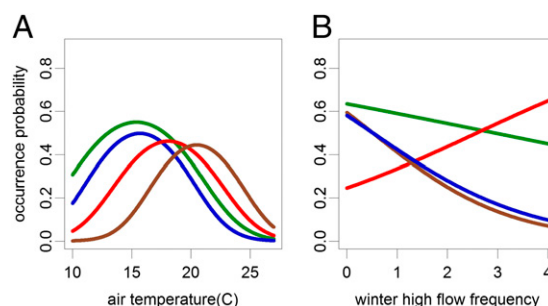 A
B
occurrence probability
0.0 0.2 0.4 0.6 0.8
10 15 20 25
air temperature(C)
0.0 0.2 0.4 0.6 0.8
0 1 2 3 4
winter high flow frequency